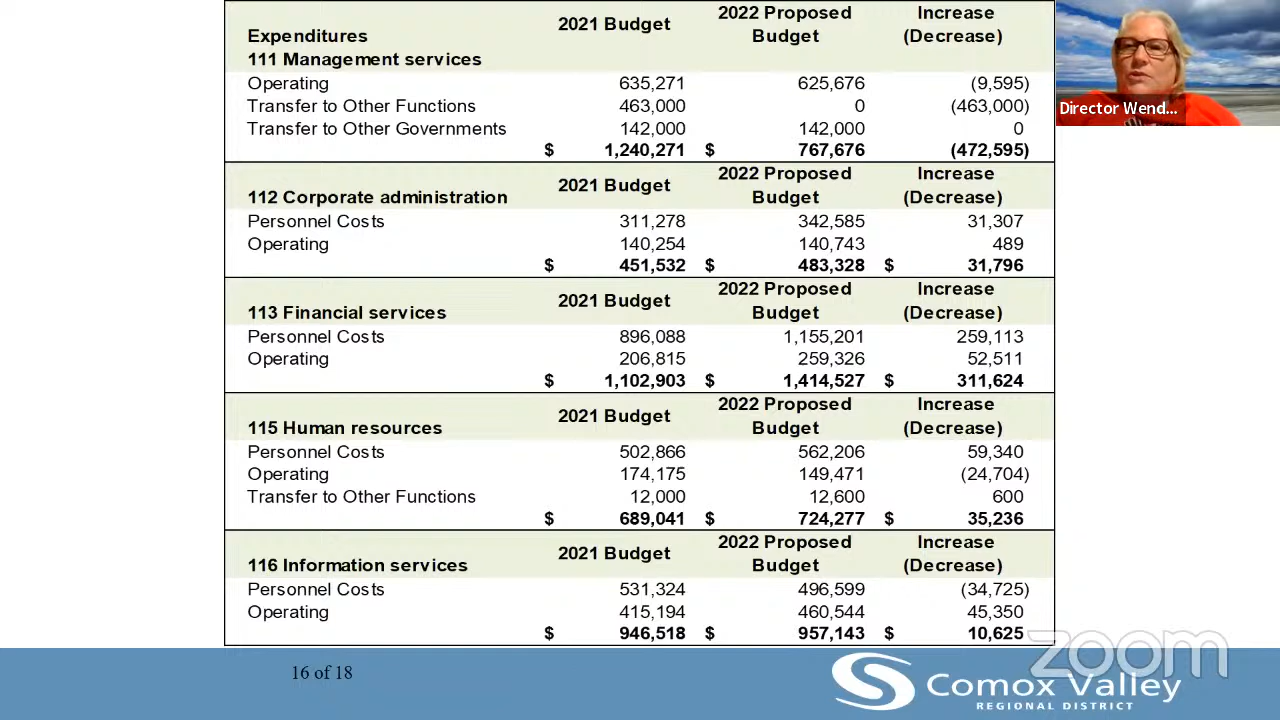 Expenditures 2021 Budget 2022 Proposed Budget Increase (Decrease)
111 Management services
Operating 635,271 625,676 (9,595)
Transfer to Other Functions 463,000 0 (463,000)
Transfer to Other Governments 142,000 142,000 0
$ 1,240,271 $ 767,676 (472,595)
112 Corporate administration 2021 Budget 2022 Proposed Budget Increase (Decrease)
Personnel Costs 311,278 342,585 31,307
Operating 140,254 140,743 489
$ 451,532 $ 483,328 $ 31,796
113 Financial services 2021 Budget 2022 Proposed Budget Increase (Decrease)
Personnel Costs 896,088 1,155,201 259,113
Operating 206,815 259,326 52,511
$ 1,102,903 $ 1,414,527 $ 311,624
115 Human resources 2021 Budget 2022 Proposed Budget Increase (Decrease)
Personnel Costs 502,866 562,206 59,340
Operating 174,175 149,471 (24,704)
Transfer to Other Functions 12,000 12,600 600
$ 689,041 $ 724,277 $ 35,236
116 Information services 2021 Budget 2022 Proposed Budget Increase (Decrease)
Personnel Costs 531,324 496,599 (34,725)
Operating 415,194 460,544 45,350
$ 946,518 $ 957,143 $ 10,625
Director Wend...
16 of 18
zoom
Comox Valley
REGIONAL DISTRICT